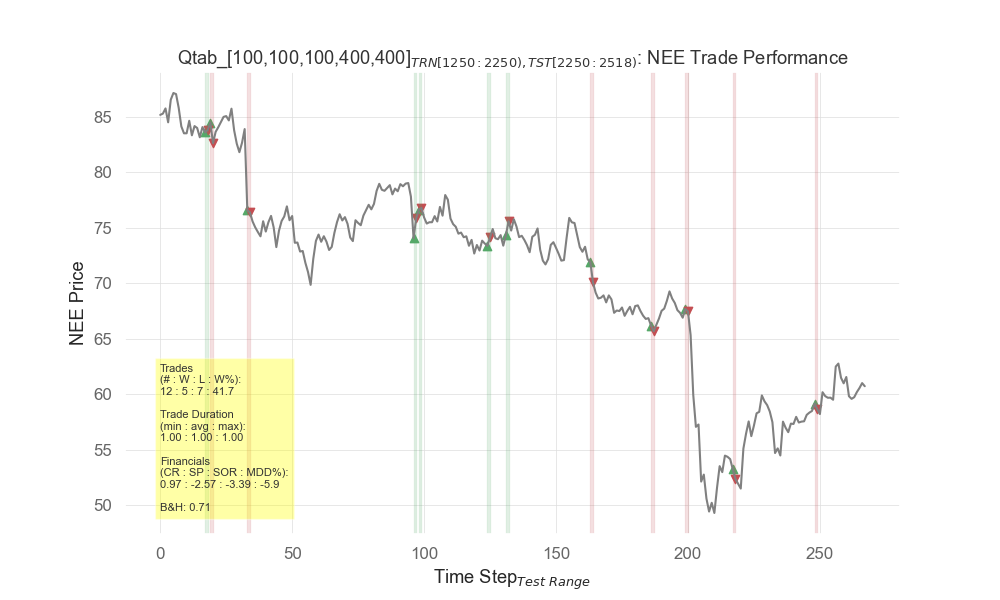 Qtab_[100,100,100,400,400]TRN[1250:2250),TST[2250:2518): NEE Trade Performance
NEE Price
85
80
75
70
65
60
55
50
Trades
(# : W : L : W%):
12 : 5 : 7 : 41.7
Trade Duration
(min : avg : max):
1.00 : 1.00 : 1.00
Financials
(CR : SP : SOR : MDD%):
0.97 : -2.57 : -3.39 : -5.9
B&H: 0.71
0 50 100 150 200 250
Time StepTest Range